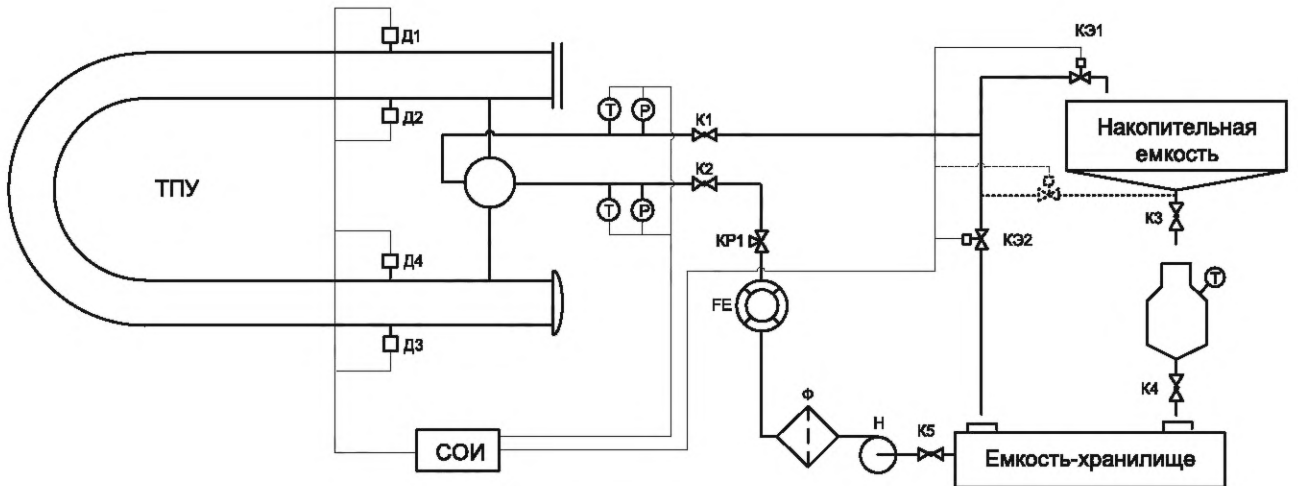 Д1
КЭ1
Д2
T
P
К1
Накопительная
емкость
ТПУ
К2
T
P
К3
КР1
КЭ2
Д4
T
FE
Д3
К4
Ф
Н
К5
СОИ
Емкость-хранилище